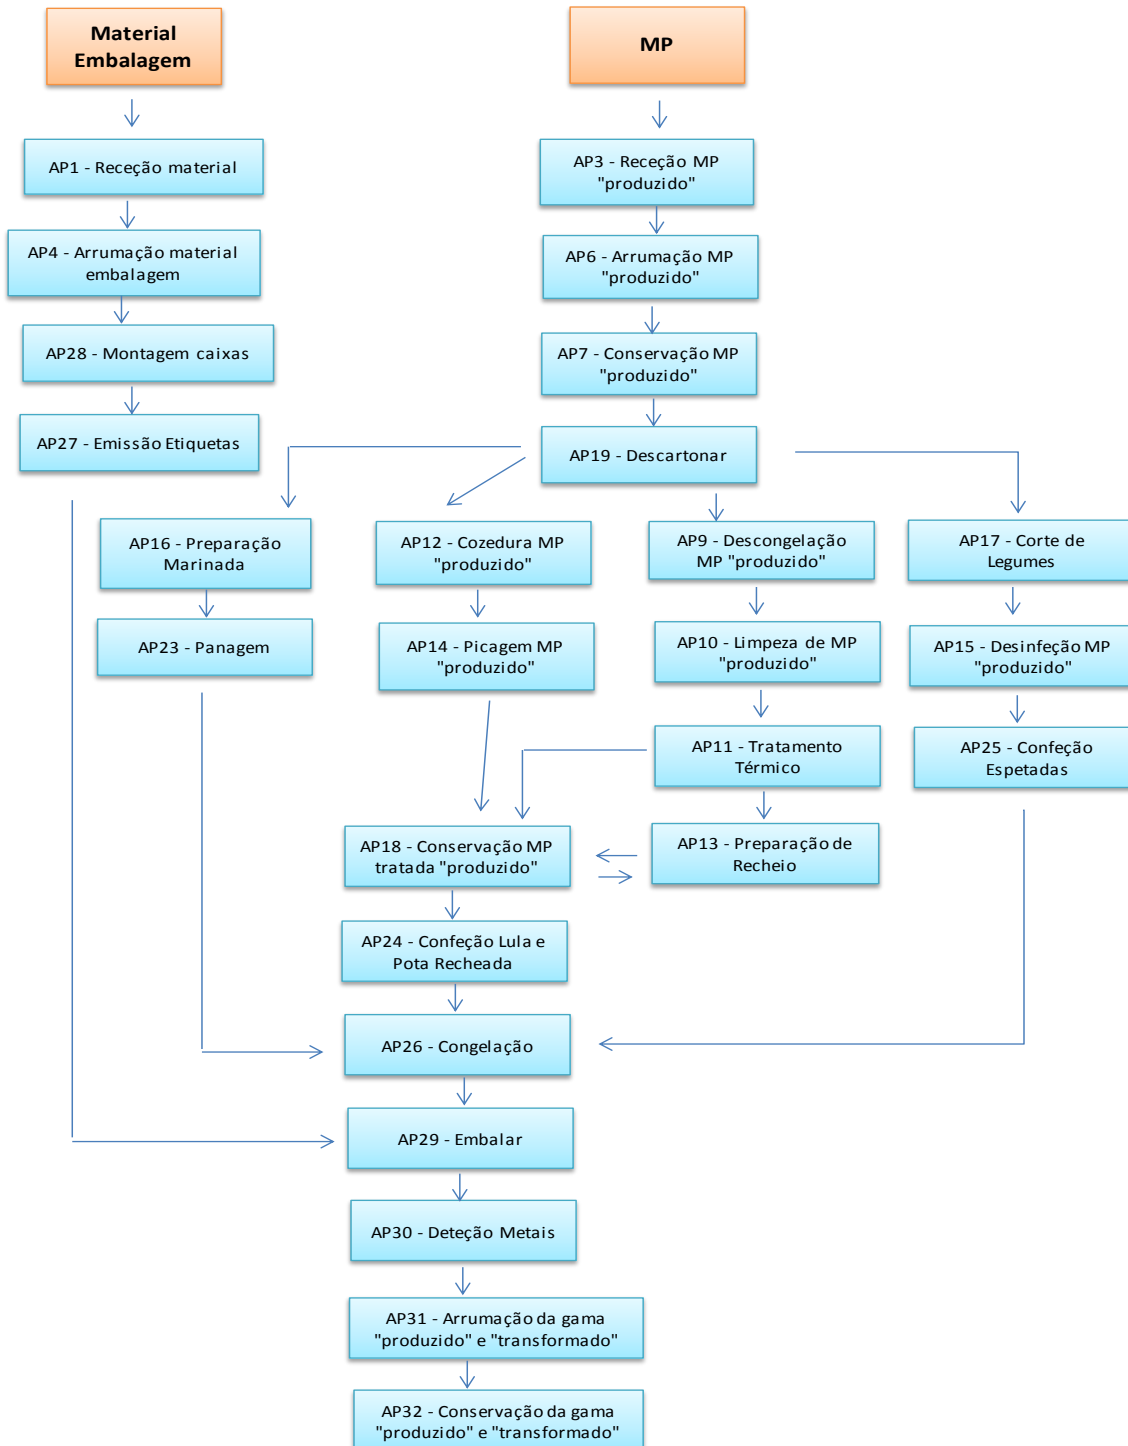 Material
Embalagem
MP
AP1 - Receção material
AP3 - Receção MP
"produzido"
AP4 - Arrumação material
embalagem
AP6 - Arrumação MP
"produzido"
AP28 - Montagem caixas
AP7 - Conservação MP
"produzido"
AP27 - Emissão Etiquetas
AP19 - Descartonar
AP16 - Preparação
Marinada
AP12 - Cozedura MP
"produzido"
AP9 - Descongelação
MP "produzido"
AP17 - Corte de
Legumes
AP23 - Panagem
AP14 - Picagem MP
"produzido"
AP10 - Limpeza de MP
"produzido"
AP15 - Desinfeção MP
"produzido"
AP11 - Tratamento
Térmico
AP25 - Confeção
Espetadas
AP18 - Conservação MP
tratada "produzido"
AP13 - Preparação de
Recheio
AP24 - Confeção Lula e
Pota Recheada
AP26 - Congelação
AP29 - Embalar
AP30 - Deteção Metais
AP31 - Arrumação da gama
"produzido" e "transformado"
AP32 - Conservação da gama
"produzido" e "transformado"